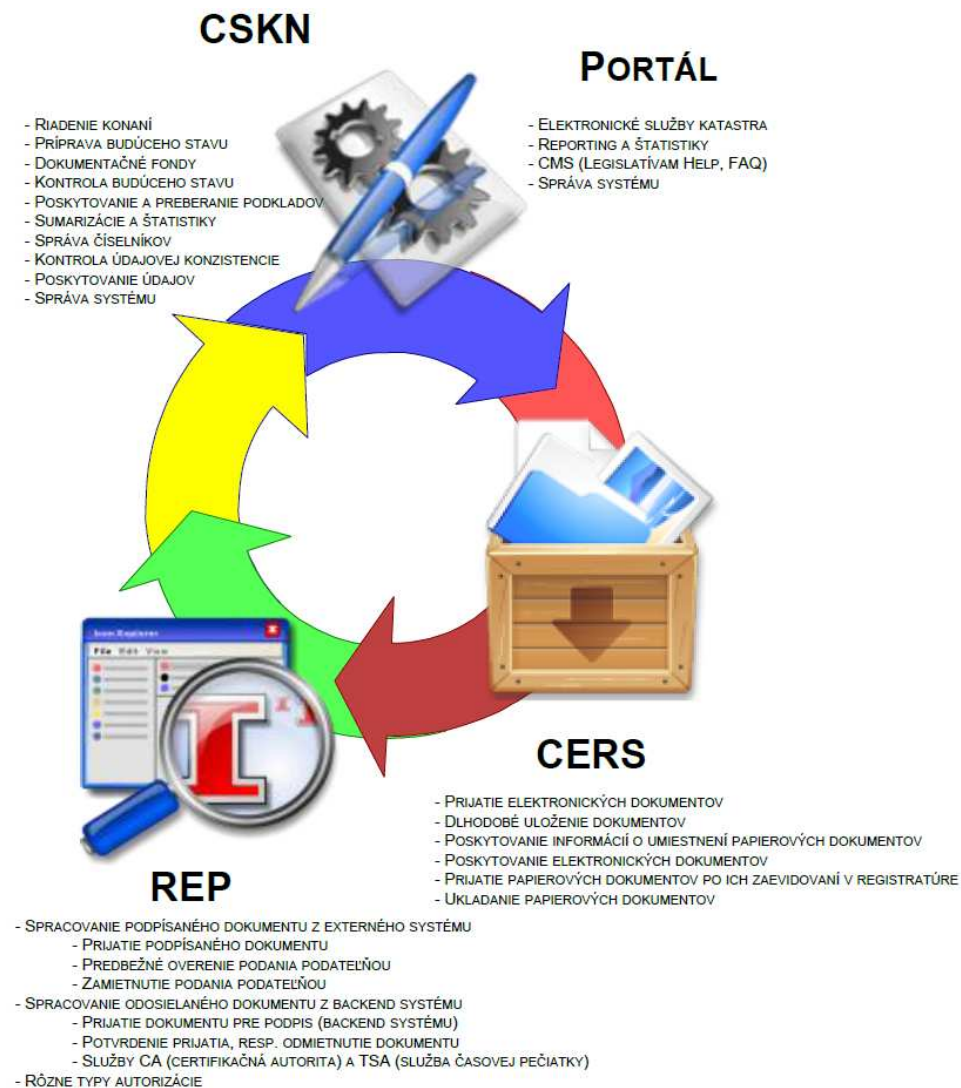 CSKN
- Riadenie konaní
- Príprava budúceho stavu
- Dokumentačné fondy
- Kontrola budúceho stavu
- Poskytovanie a preberanie podkladov
- Sumarizácie a štatistiky
- Správa číselníkov
- Kontrola údajovej konzistencie
- Poskytovanie údajov
- Správa systému
Portál
- Elektronické služby katastra
- Reporting a štatistiky
- CMS (Legislatívam Help, FAQ)
- Správa systému
Icon Explorer
File Edit View
CERS
- Prijatie elektronických dokumentov
- Dlhodobé uloženie dokumentov
- Poskytovanie informácií o umiestnení papierových dokumentov
- Poskytovanie elektronických dokumentov
- Prijatie papierových dokumentov po ich zaevidovaní v registratúre
- Ukladanie papierových dokumentov
REP
- Spracovanie podpísaného dokumentu z externého systému
- Prijatie podpísaného dokumentu
- Predbežné overenie podania podateľňou
- Zamietnutie podania podateľňou
- Spracovanie odosielaného dokumentu z backend systému
- Prijatie dokumentu pre podpis (backend systému)
- Potvrdenie prijatia, resp. odmietnutie dokumentu
- Služby CA (certifikačná autorita) a TSA (služba časovej pečiatky)
- Rôzne typy autorizácie